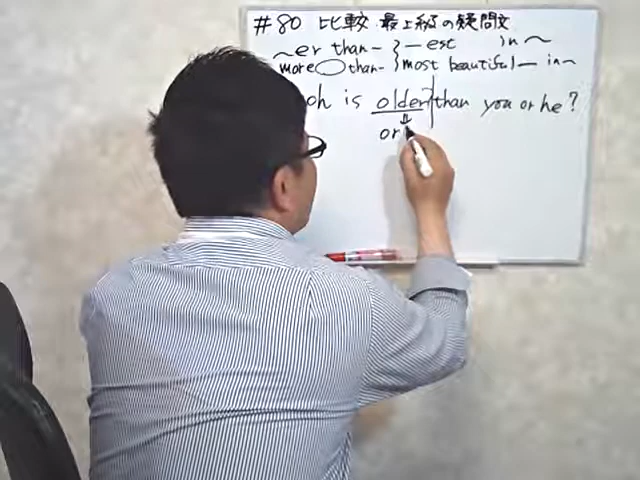 #80 比較 最上級の疑問文
～er than― } ―est in～
more◯than― } most beautiful― in～
ch is older than you or he?
⇓
or